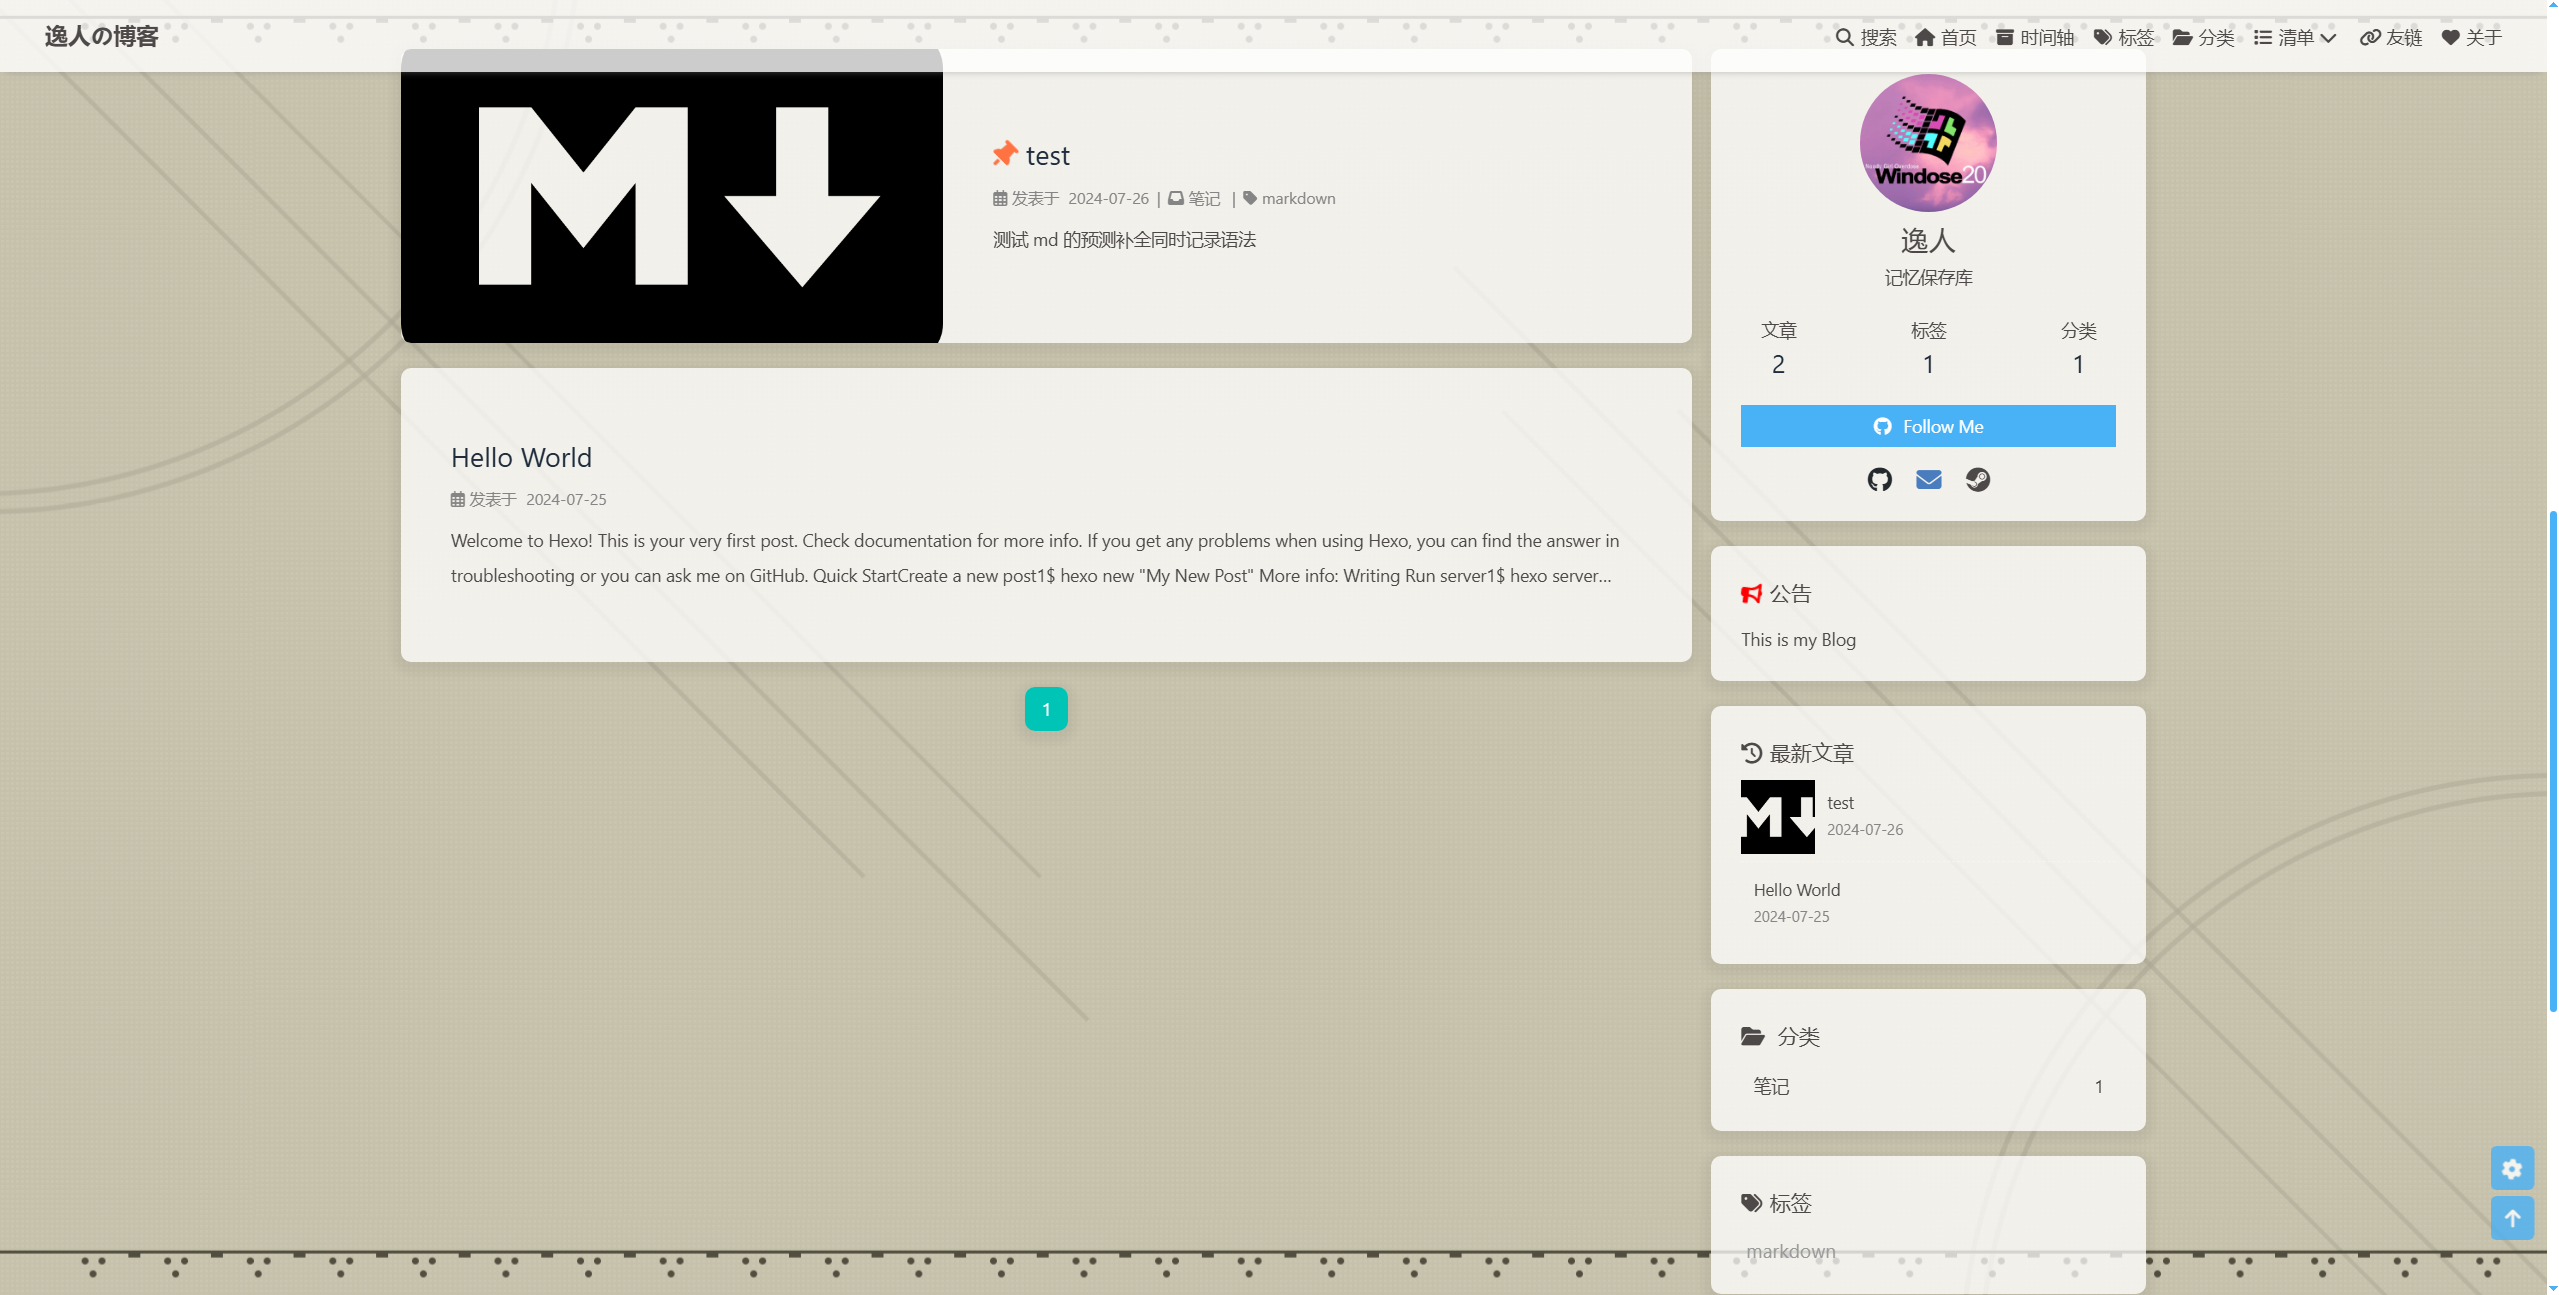 逸人の博客
搜索 首页 时间轴 标签 分类 清单 友链 关于
test
发表于 2024-07-26 | 笔记 | markdown
测试 md 的预测补全同时记录语法
Hello World
发表于 2024-07-25
Welcome to Hexo! This is your very first post. Check documentation for more info. If you get any problems when using Hexo, you can find the answer in
troubleshooting or you can ask me on GitHub. Quick StartCreate a new post1$ hexo new "My New Post" More info: Writing Run server1$ hexo server...
1
Windose20
逸人
记忆保存库
文章 标签 分类
2 1 1
Follow Me
公告
This is my Blog
最新文章
test
2024-07-26
Hello World
2024-07-25
分类
笔记 1
标签
markdown